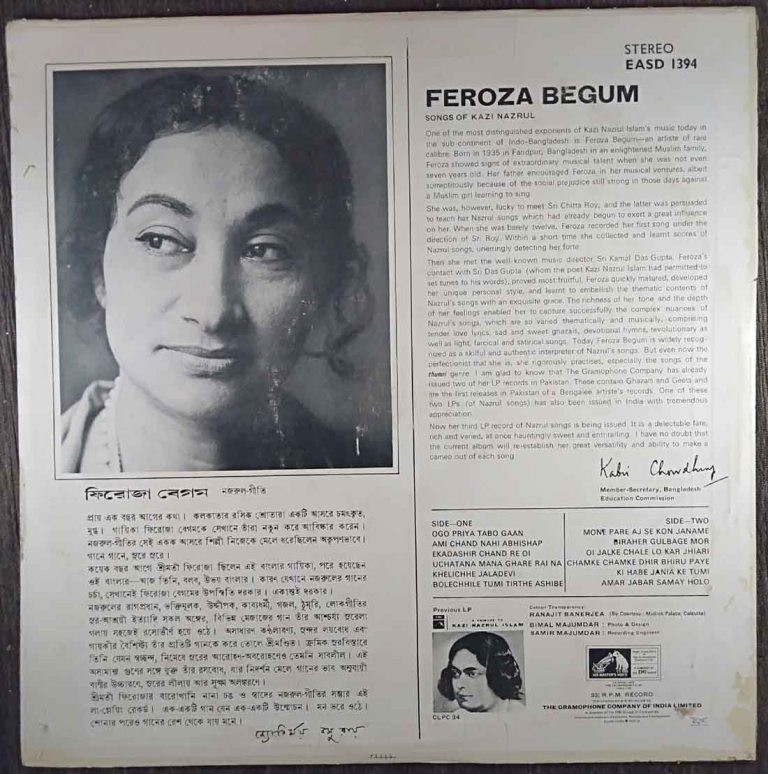 STEREO
EASD 1394
FEROZA BEGUM
SONGS OF KAZI NAZRUL
One of the most distinguished exponents of Kazi Nazrul Islam's music today in
the sub-continent of Indo-Bangladesh is Feroza Begum—an artiste of rare
calibre. Born in 1935 in Faridpur, Bangladesh in an enlightened Muslim family,
Feroza showed signs of extraordinary musical talent when she was not even
seven years old. Her father encouraged Feroza in her musical ventures, albeit
surreptitiously because of the social prejudice still strong in those days against
a Muslim girl learning to sing.
She was, however, lucky to meet Sri Chitta Roy, and the latter was persuaded
to teach her Nazrul songs which had already begun to exert a great influence
on her. When she was barely twelve, Feroza recorded her first song under the
direction of Sri Roy. Within a short time she collected and learnt scores of
Nazrul songs, unerringly detecting her forte.
Then she met the well-known music director Sri Kamal Das Gupta. Feroza's
contact with Sri Das Gupta (whom the poet Kazi Nazrul Islam had permitted to
set tunes to his words), proved most fruitful. Feroza quickly matured, developed
her unique personal style, and learnt to embellish the thematic contents of
Nazrul's songs with an exquisite grace. The richness of her tone and the depth
of her feelings enabled her to capture successfully the complex nuances of
Nazrul's songs, which are so varied thematically and musically, comprising
tender love lyrics, sad and sweet ghazals, devotional hymns, revolutionary as
well as light, farocal and satirical songs. Today Feroza Begum is widely recog-
nized as a skilful and authentic interpreter of Nazrul's songs. But even now the
perfectionist that she is, she rigorously practises, especially the songs of the
thumri genre. I am glad to know that The Gramophone Company has already
issued two of her LP records in Pakistan. These contain Ghazals and Geets and
are the first releases in Pakistan of a Bengalee artiste's records. One of these
two LPs (of Nazrul songs) has also been issued in India with tremendous
appreciation.
Now her third LP record of Nazrul songs is being issued. It is a delectable fare,
rich and varied, at once hauntingly sweet and enthralling. I have no doubt that
the current album will re-establish her great versatility and ability to make a
cameo out of each song.
Kabir Chowdhury
Member-Secretary, Bangladesh
Education Commission
ফিরোজা বেগম নজরুল-গীতি
প্রায় এক বছর আগের কথা। কলকাতার রসিক শ্রোতারা একটি আসরে চমৎকৃত,
মুগ্ধ। গায়িকা ফিরোজা বেগমকে সেখানে তাঁরা নতুন করে আবিষ্কার করেন।
নজরুল-গীতির সেই একক আসরে শিল্পী নিজেকে মেলে ধরেছিলেন অকৃপণভাবে।
গানে গানে, সুরে সুরে।
কয়েক বছর আগে শ্রীমতী ফিরোজা ছিলেন এই বাংলার গায়িকা, পরে হয়েছেন
ওই বাংলার—আজ তিনি, বলব, উভয় বাংলার। কারণ যেখানে নজরুলের গানের
চর্চা, সেখানেই ফিরোজা বেগমের উপস্থিতি দরকার। একান্তই দরকার।
নজরুলের রাগপ্রধান, ভক্তিমূলক, উদ্দীপক, কাব্যধর্মী, গজল, ঠুমরি, লোকগীতির
সুর-আশ্রয়ী ইত্যাদি সকল অঙ্গের, বিভিন্ন মেজাজের গান তাঁর আশ্চর্য্য সুরেলা
গলায় সহজেই রসোত্তীর্ণ হয়ে ওঠে। অসাধারণ কণ্ঠলাবণ্য, সুন্দর লয়বোধ এবং
গায়কীর বৈশিষ্ট্য তাঁর প্রতিটি গানকে করে তোলে শ্রীমণ্ডিত। ক্রমিক সুরবিস্তারে
তিনি যেমন স্বচ্ছন্দ, নিমেষে সুরের আরোহণ-অবরোহণেও তেমনি সাবলীল। এই
অসামান্য গুণের সঙ্গে যুক্ত তাঁর রসবোধ, যার নিদর্শন মেলে গানের ভাব অনুযায়ী
বাণীর উচ্চারণে, সুরের লীলায় আর সূক্ষ্ম অলঙ্করণে।
শ্রীমতী ফিরোজার বারোখানি নানা ঢঙ ও স্বাদের নজরুল-গীতির সম্ভার এই
লং-প্লেয়িং রেকর্ড। এক-একটি গান যেন এক-একটি উন্মোচন। মন ভরে ওঠে।
শোনার পরেও গানের রেশ থেকে যায় মনে।
SIDE—ONE
OGO PRIYA TABO GAAN
AMI CHAND NAHI ABHISHAP
EKADASHIR CHAND RE OI
UCHATANA MANA GHARE RAI NA
KHELICHHE JALADEVI
BOLECHHILE TUMI TIRTHE ASHIBE
SIDE—TWO
MONE PARE AJ SE KON JANAME
BIRAHER GULBAGE MOR
OI JALKE CHALE LO KAR JHIARI
CHAMKE CHAMKE DHIR BHIRU PAYE
KI HABE JANIA KE TUMI
AMAR JABAR SAMAY HOLO
Previous LP
A TRIBUTE TO
KAZI NAZRUL ISLAM
CLPC 34
Colour Transparency:
RANAJIT BANERJEA (By Courtesy: Mullick Palace, Calcutta)
BIMAL MAJUMDAR : Photo & Design
SAMIR MAJUMDAR : Recording Engineer
"HIS MASTER'S VOICE"
EMI
33⅓ R.P.M. RECORD
THE GRAMOPHONE COMPANY OF INDIA LIMITED